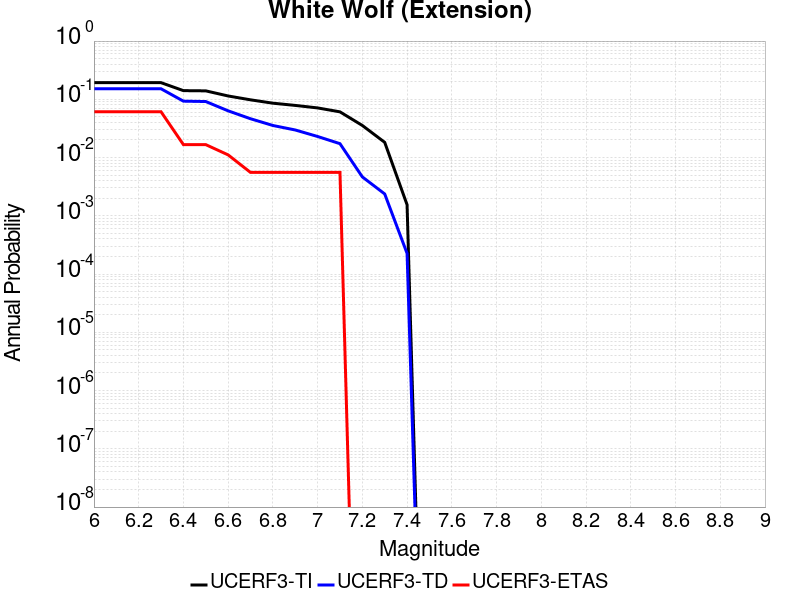 White Wolf (Extension)
10^0
10^-1
10^-2
10^-3
10^-4
10^-5
10^-6
10^-7
10^-8
Annual Probability
6 6.2 6.4 6.6 6.8 7 7.2 7.4 7.6 7.8 8 8.2 8.4 8.6 8.8 9
Magnitude
UCERF3-TI UCERF3-TD UCERF3-ETAS